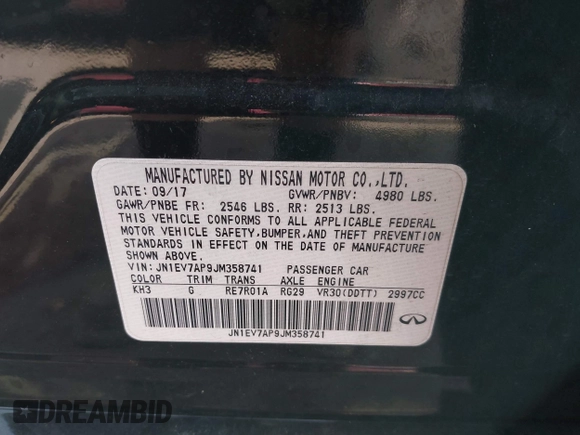 MANUFACTURED BY NISSAN MOTOR CO.,LTD.
DATE: 09/17 GVWR/PNBV: 4980 LBS.
GAWR/PNBE FR: 2546 LBS. RR: 2513 LBS.
THIS VEHICLE CONFORMS TO ALL APPLICABLE FEDERAL
MOTOR VEHICLE SAFETY,BUMPER,AND THEFT PREVENTION
STANDARDS IN EFFECT ON THE DATE OF MANUFACTURE
SHOWN ABOVE.
VIN: JN1EV7AP9JM358741 PASSENGER CAR
COLOR TRIM TRANS AXLE ENGINE
KH3 G RE7R01A RG29 VR30(DDTT) 2997CC
JN1EV7AP9JM358741
DREAMBID